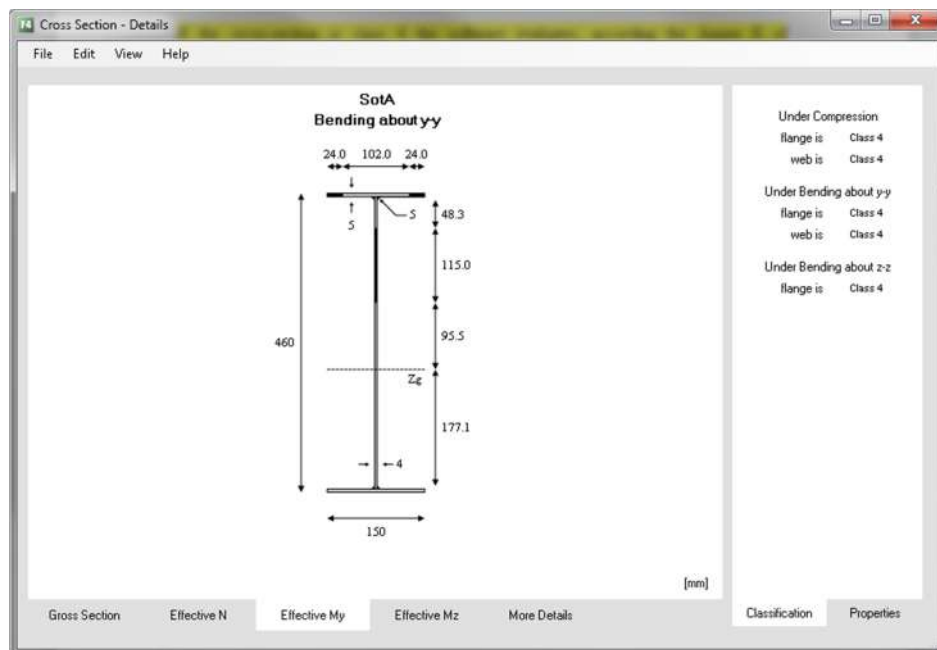 Cross Section - Details
File Edit View Help
SotA
Bending about y-y
24.0 102.0 24.0
5
5
48.3
115.0
95.5
460
Zg
177.1
4
150
[mm]
Under Compression
flange is Class 4
web is Class 4
Under Bending about y-y
flange is Class 4
web is Class 4
Under Bending about z-z
flange is Class 4
Gross Section Effective N Effective My Effective Mz More Details
Classification Properties